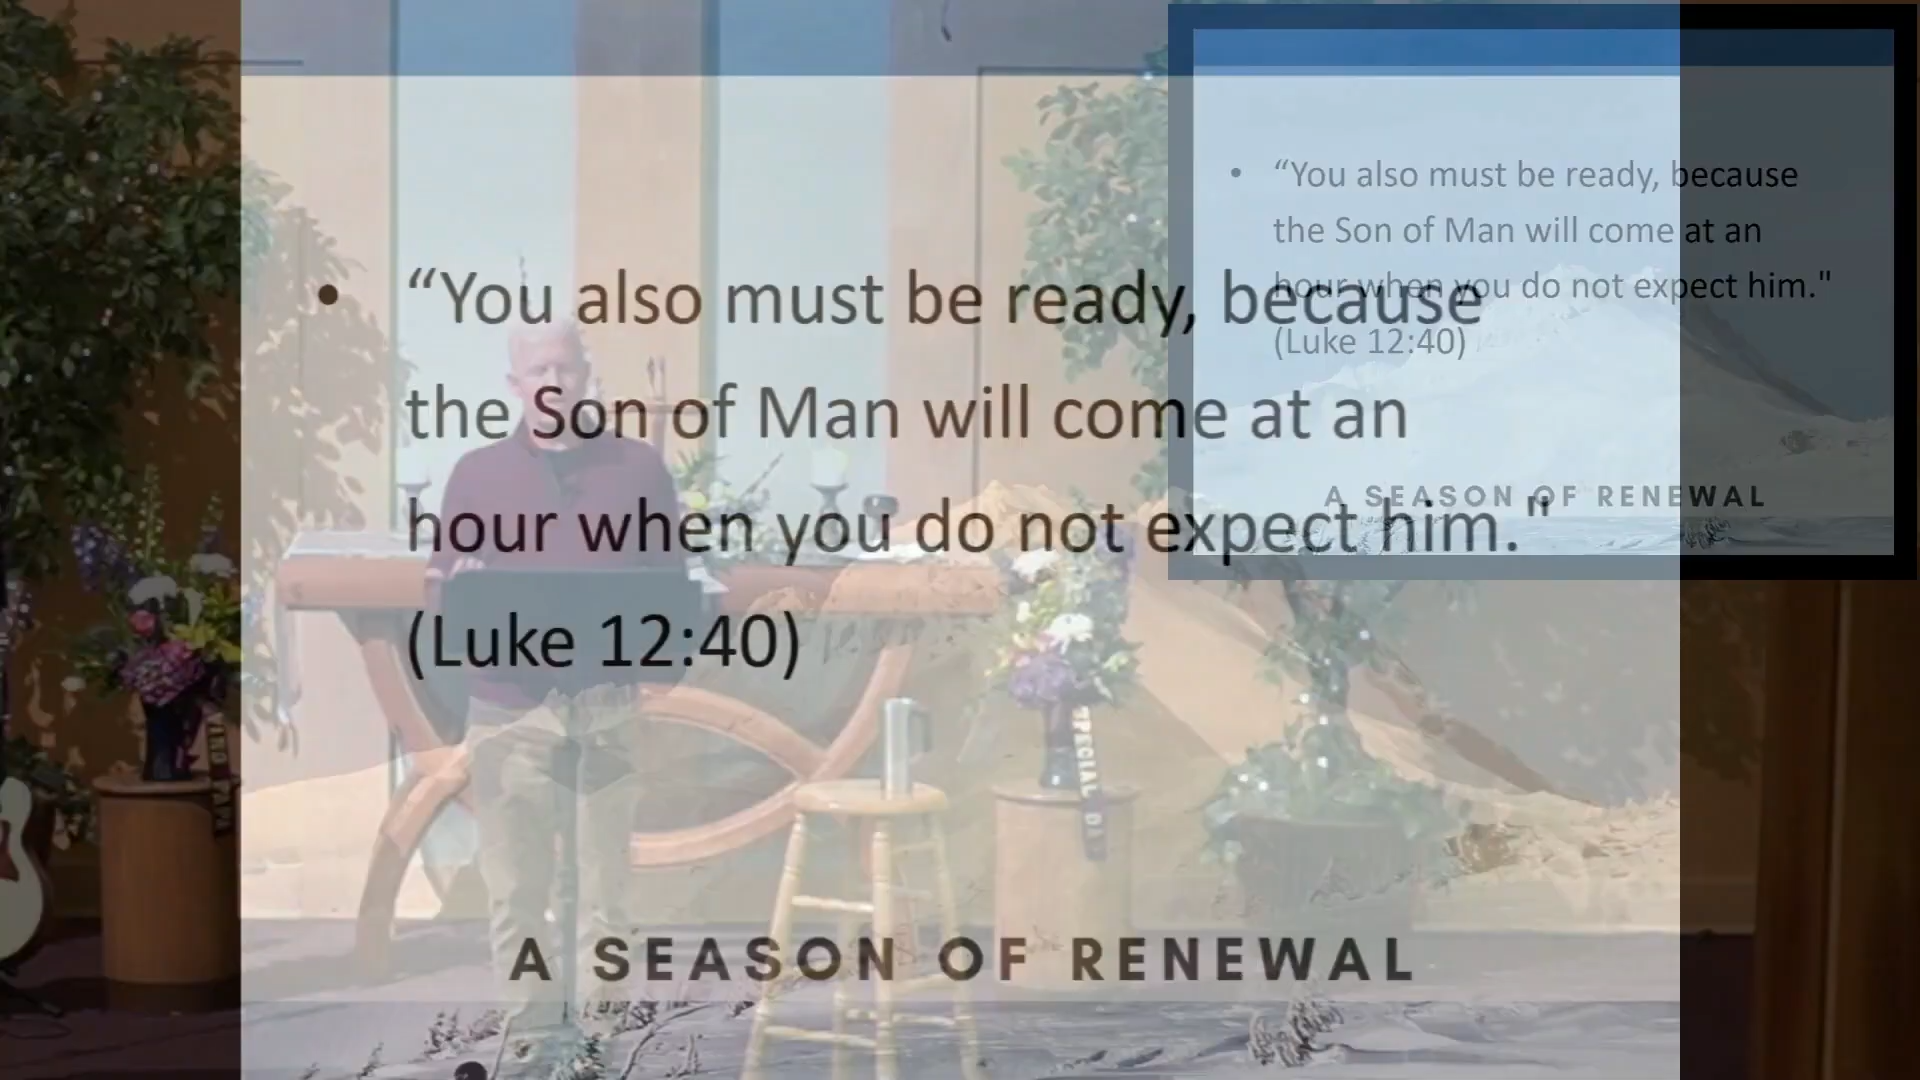 • “You also must be ready, because
the Son of Man will come at an
hour when you do not expect him."
(Luke 12:40)
A SEASON OF RENEWAL
• “You also must be ready, because
the Son of Man will come at an
hour when you do not expect him."
(Luke 12:40)
A SEASON OF RENEWAL
SPECIAL